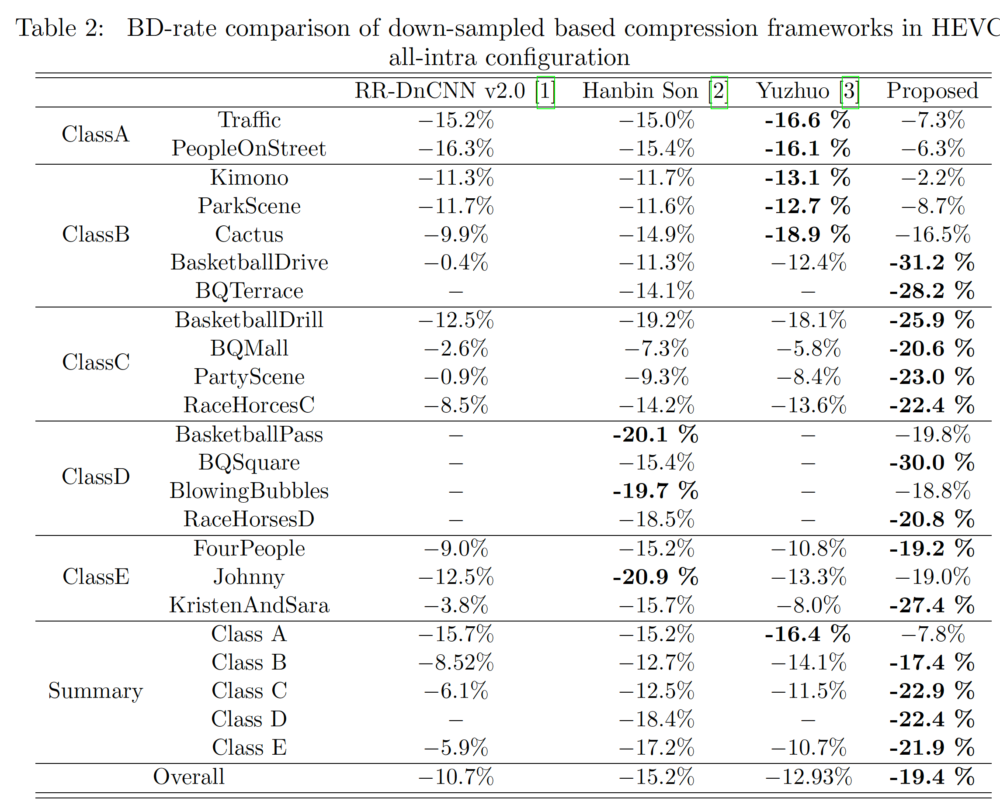 Table 2: BD-rate comparison of down-sampled based compression frameworks in HEVC
all-intra configuration
RR-DnCNN v2.0 [1] Hanbin Son [2] Yuzhuo [3] Proposed
ClassA Traffic −15.2% −15.0% -16.6 % −7.3%
PeopleOnStreet −16.3% −15.4% -16.1 % −6.3%
ClassB Kimono −11.3% −11.7% -13.1 % −2.2%
ParkScene −11.7% −11.6% -12.7 % −8.7%
Cactus −9.9% −14.9% -18.9 % −16.5%
BasketballDrive −0.4% −11.3% −12.4% -31.2 %
BQTerrace − −14.1% − -28.2 %
ClassC BasketballDrill −12.5% −19.2% −18.1% -25.9 %
BQMall −2.6% −7.3% −5.8% -20.6 %
PartyScene −0.9% −9.3% −8.4% -23.0 %
RaceHorcesC −8.5% −14.2% −13.6% -22.4 %
ClassD BasketballPass − -20.1 % − −19.8%
BQSquare − −15.4% − -30.0 %
BlowingBubbles − -19.7 % − −18.8%
RaceHorsesD − −18.5% − -20.8 %
ClassE FourPeople −9.0% −15.2% −10.8% -19.2 %
Johnny −12.5% -20.9 % −13.3% −19.0%
KristenAndSara −3.8% −15.7% −8.0% -27.4 %
Summary Class A −15.7% −15.2% -16.4 % −7.8%
Class B −8.52% −12.7% −14.1% -17.4 %
Class C −6.1% −12.5% −11.5% -22.9 %
Class D − −18.4% − -22.4 %
Class E −5.9% −17.2% −10.7% -21.9 %
Overall −10.7% −15.2% −12.93% -19.4 %